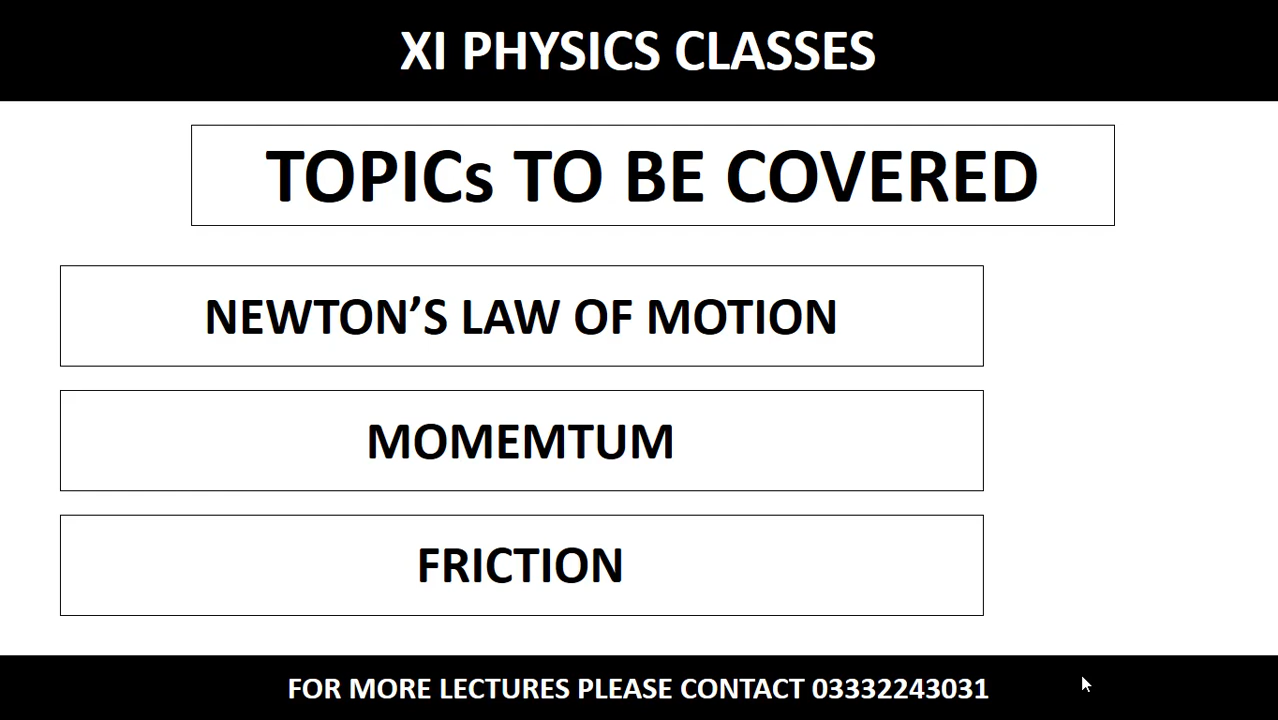 XI PHYSICS CLASSES
TOPICs TO BE COVERED
NEWTON’S LAW OF MOTION
MOMEMTUM
FRICTION
FOR MORE LECTURES PLEASE CONTACT 03332243031